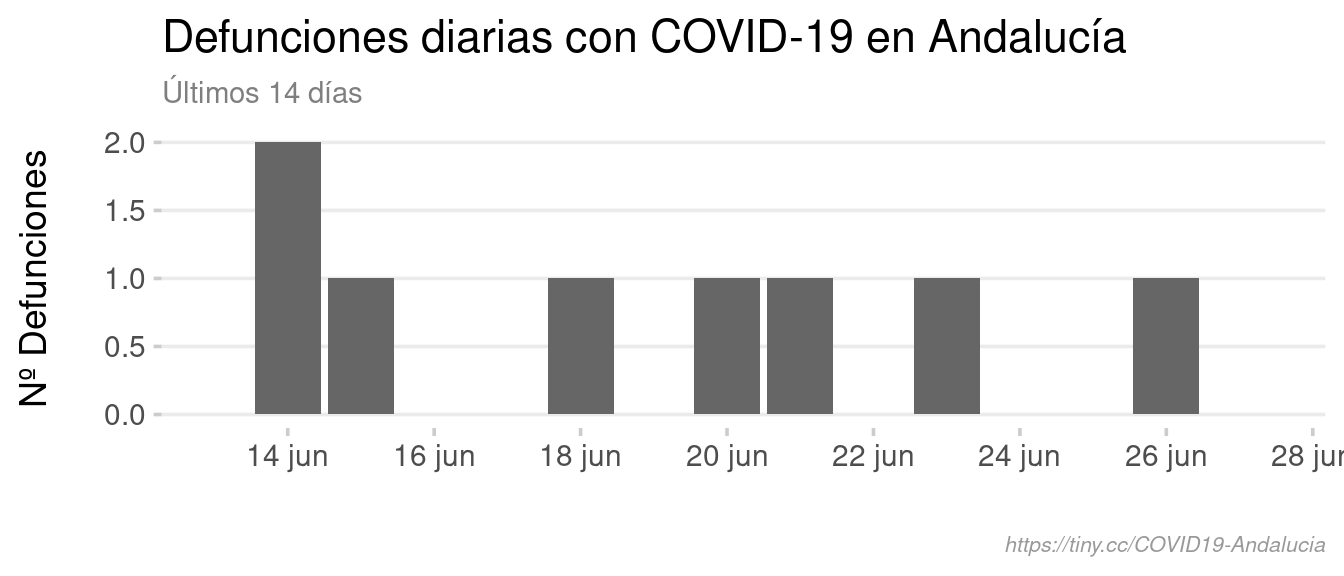 Defunciones diarias con COVID-19 en Andalucía
Últimos 14 días
Nº Defunciones
2.0
1.5
1.0
0.5
0.0
14 jun 16 jun 18 jun 20 jun 22 jun 24 jun 26 jun 28 jun
https://tiny.cc/COVID19-Andalucia